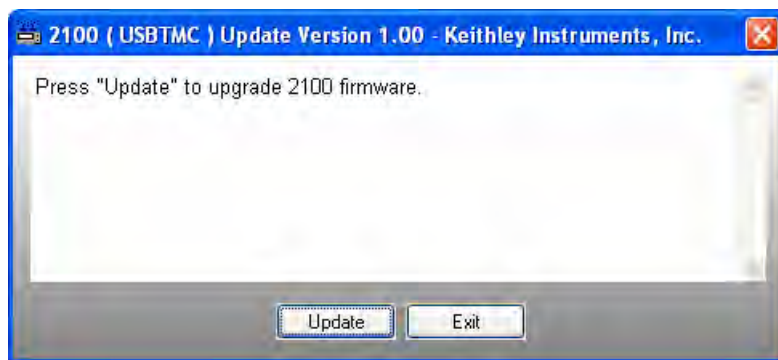 2100 ( USBTMC ) Update Version 1.00 - Keithley Instruments, Inc.
Press "Update" to upgrade 2100 firmware.
Update
Exit